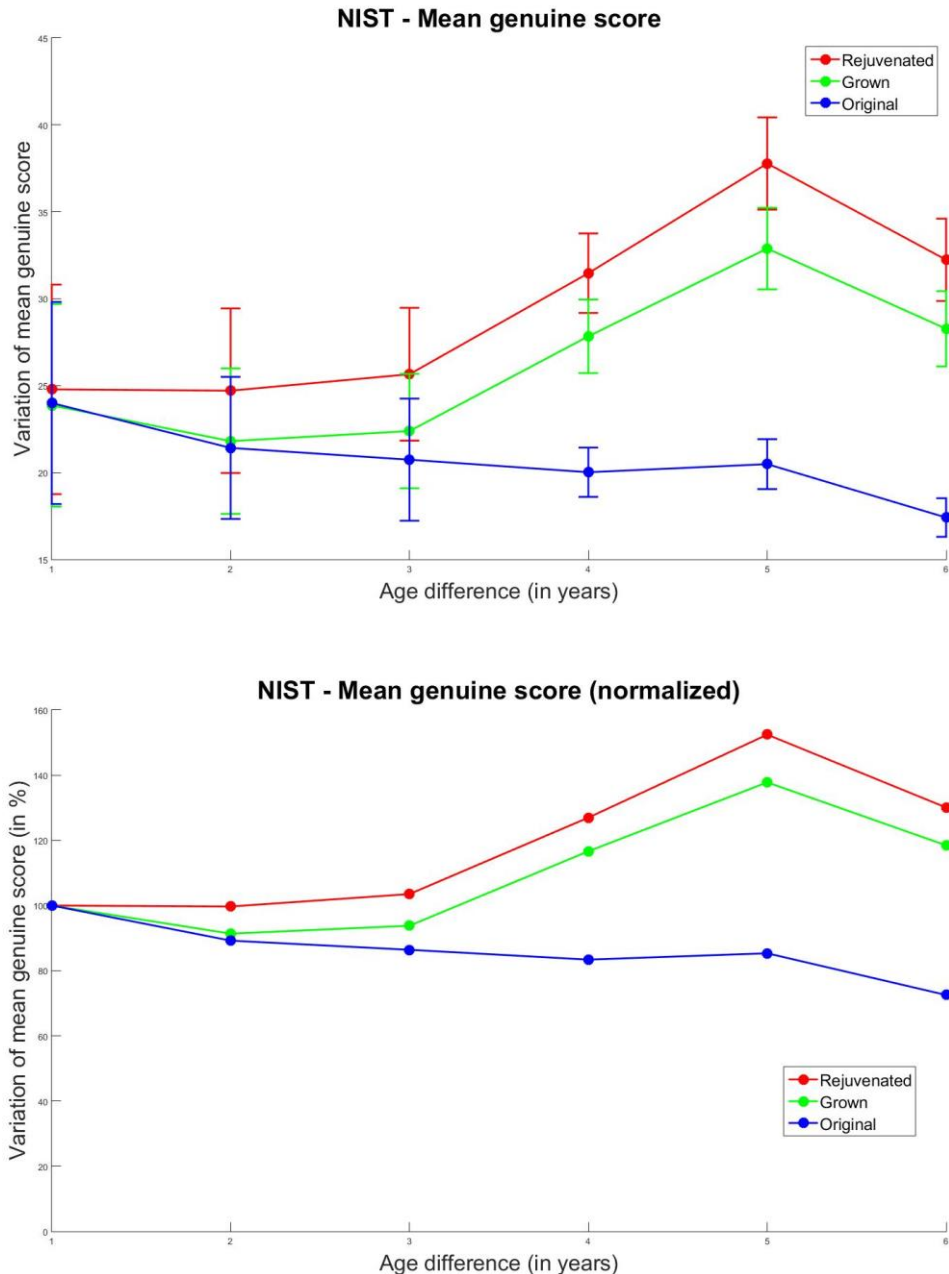 NIST - Mean genuine score
45
40
35
30
25
20
15
Variation of mean genuine score
Rejuvenated
Grown
Original
1 2 3 4 5 6
Age difference (in years)
NIST - Mean genuine score (normalized)
160
140
120
100
80
60
40
20
0
Variation of mean genuine score (in %)
Rejuvenated
Grown
Original
1 2 3 4 5 6
Age difference (in years)